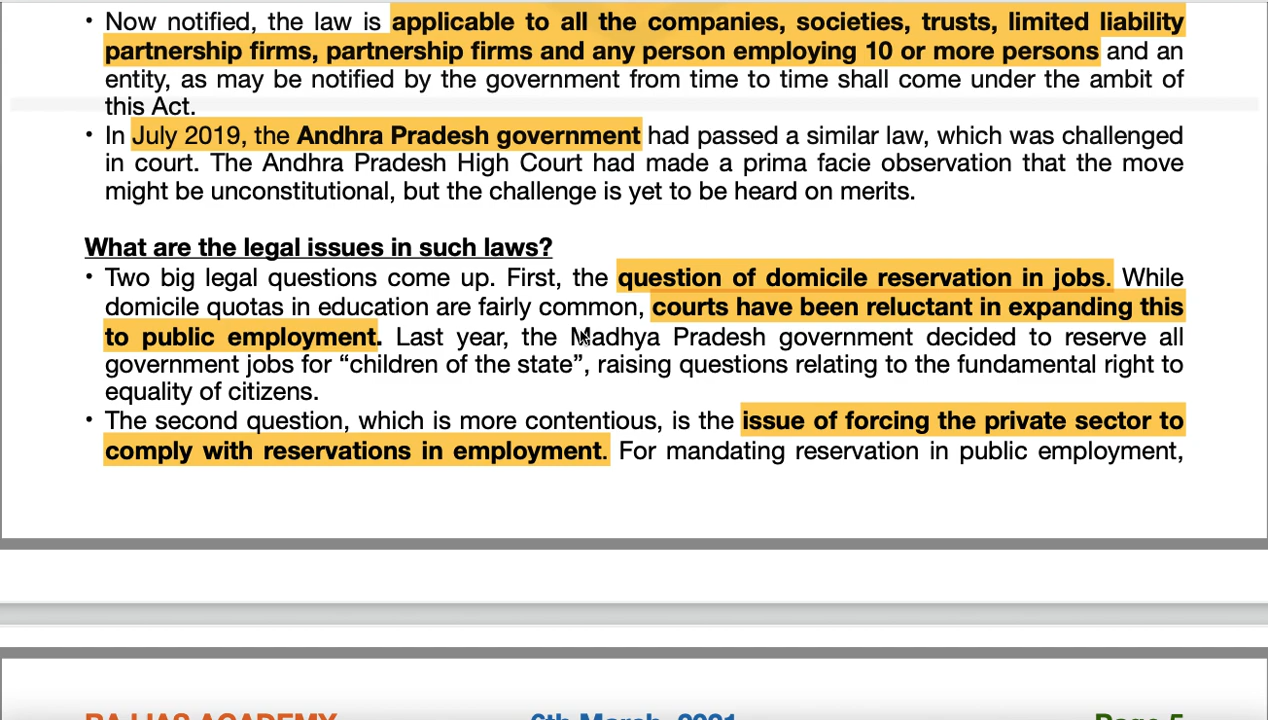 • Now notified, the law is applicable to all the companies, societies, trusts, limited liability
partnership firms, partnership firms and any person employing 10 or more persons and an
entity, as may be notified by the government from time to time shall come under the ambit of
this Act.
• In July 2019, the Andhra Pradesh government had passed a similar law, which was challenged
in court. The Andhra Pradesh High Court had made a prima facie observation that the move
might be unconstitutional, but the challenge is yet to be heard on merits.
What are the legal issues in such laws?
• Two big legal questions come up. First, the question of domicile reservation in jobs. While
domicile quotas in education are fairly common, courts have been reluctant in expanding this
to public employment. Last year, the Madhya Pradesh government decided to reserve all
government jobs for “children of the state”, raising questions relating to the fundamental right to
equality of citizens.
• The second question, which is more contentious, is the issue of forcing the private sector to
comply with reservations in employment. For mandating reservation in public employment,
IAS ACADEMY 6th March, 2021 Page 5